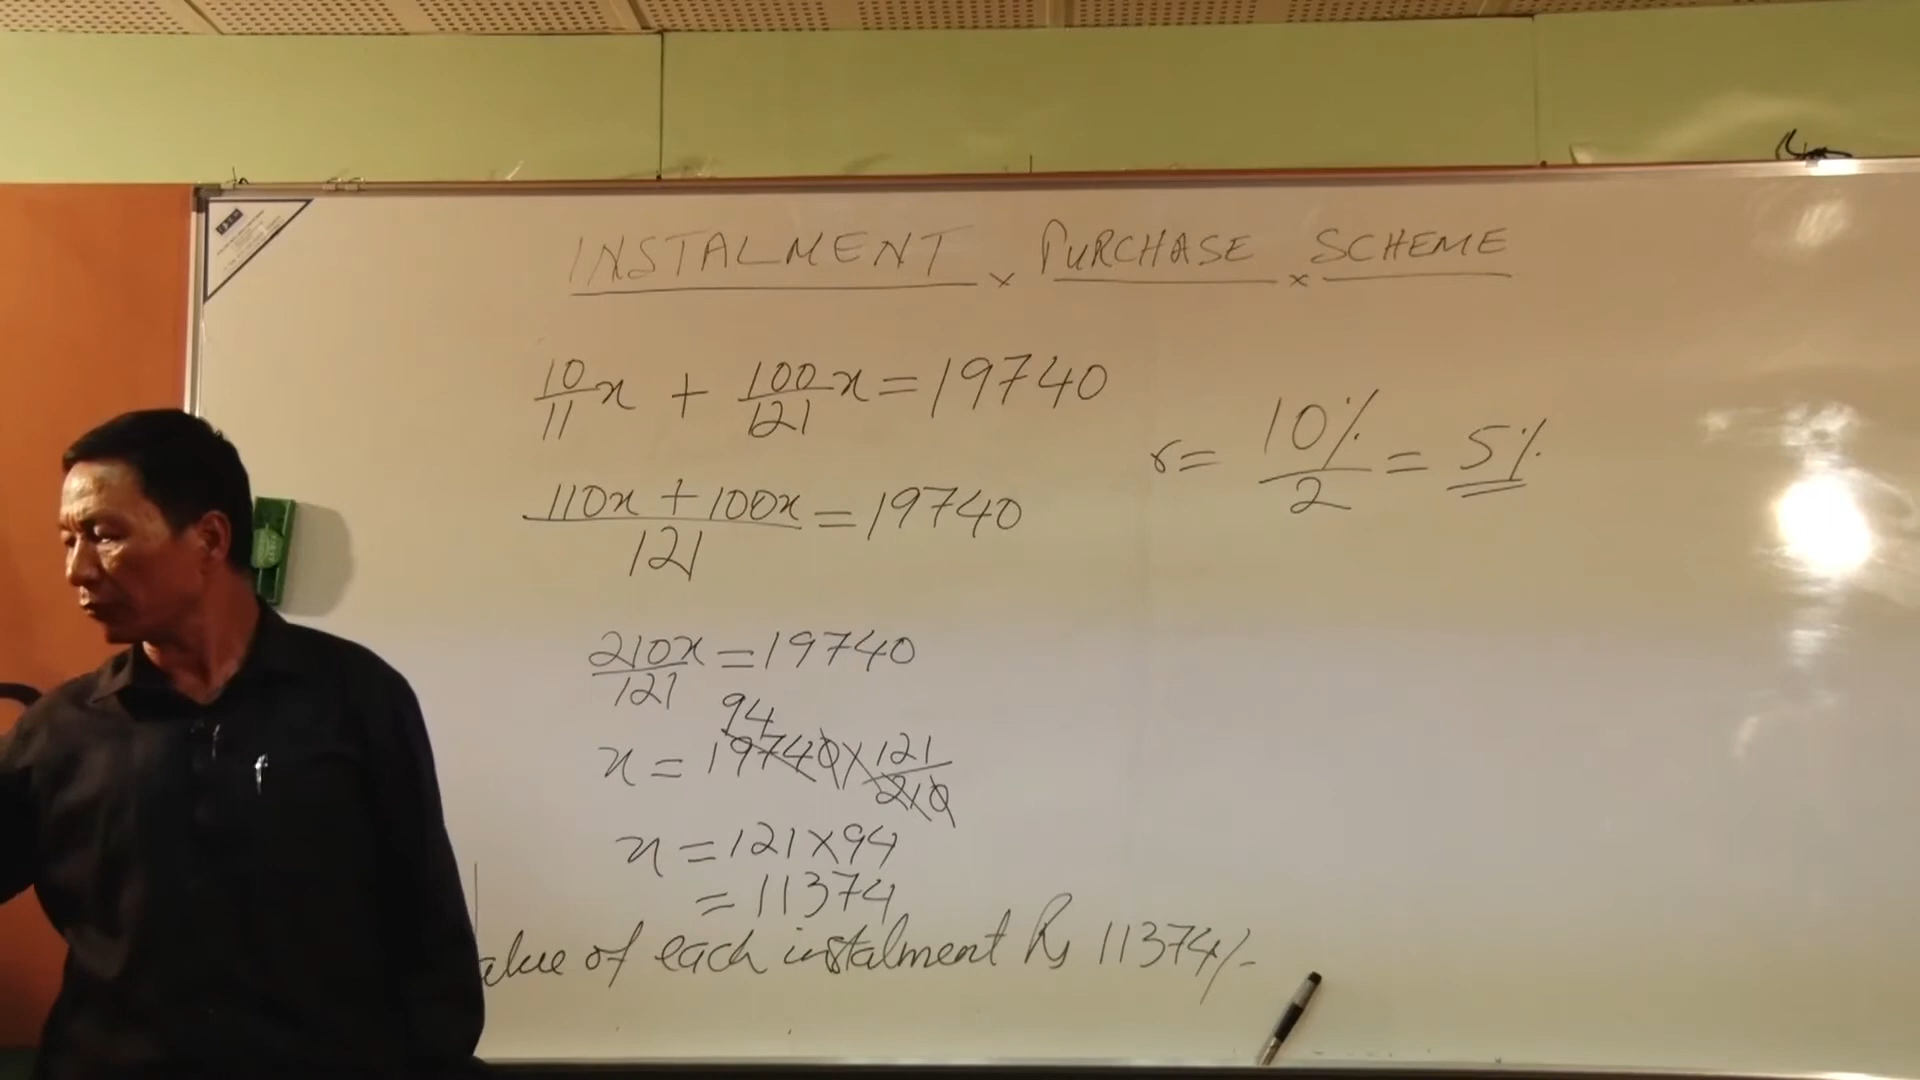 INSTALMENT PURCHASE SCHEME
10/11 x + 100/121 x = 19740
r = 10%/2 = 5%
110x + 100x/121 = 19740
210x/121 = 19740
94
x = 19740 x 121/210
x = 121 x 94
= 11374
alue of each instalment Rs 11374/-